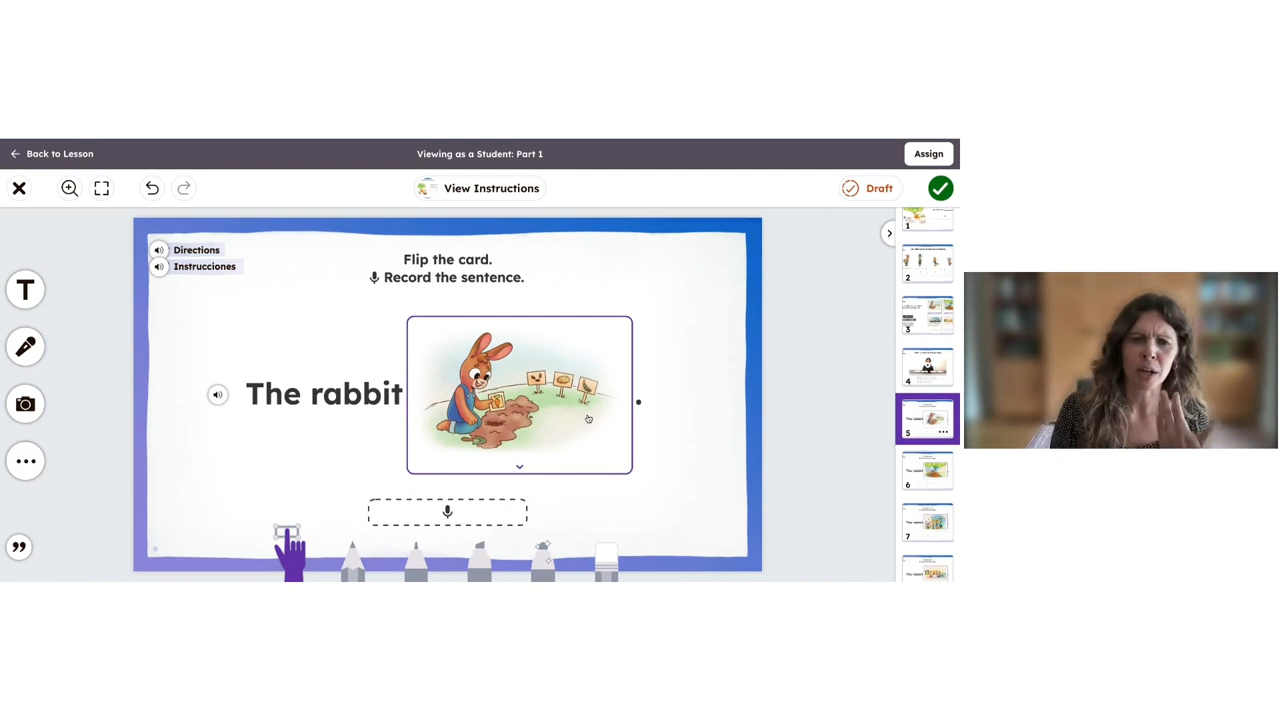 Back to Lesson
Viewing as a Student: Part 1
Assign
View Instructions
Draft
Directions
Instrucciones
Flip the card.
Record the sentence.
The rabbit .
T
1
2
3
4
5
6
7